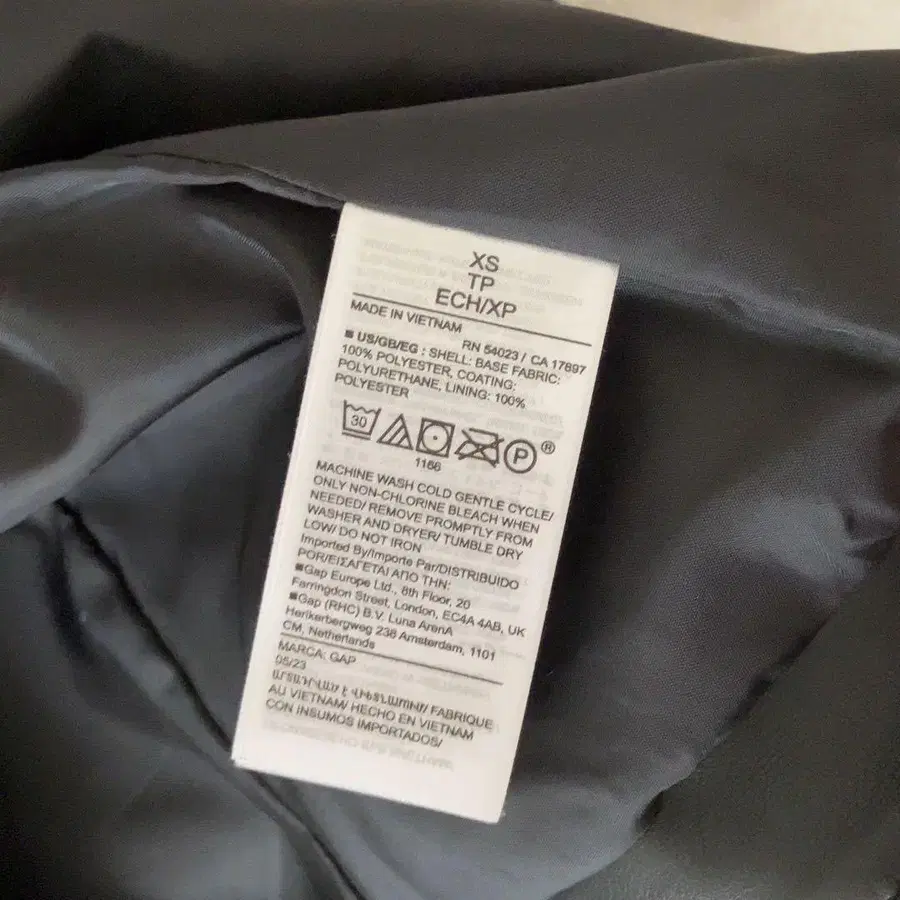 XS
TP
ECH/XP
MADE IN VIETNAM
RN 54023 / CA 17897
■ US/GB/EG : SHELL: BASE FABRIC:
100% POLYESTER, COATING:
POLYURETHANE, LINING: 100%
POLYESTER
30 P ®
1166
MACHINE WASH COLD GENTLE CYCLE/
ONLY NON-CHLORINE BLEACH WHEN
NEEDED/ REMOVE PROMPTLY FROM
WASHER AND DRYER/ TUMBLE DRY
LOW/ DO NOT IRON
Imported By/Importe Par/DISTRIBUIDO
POR/ΕΙΣΑΓΕΤΑΙ ΑΠΟ ΤΗΝ:
■Gap Europe Ltd., 8th Floor, 20
Farringdon Street, London, EC4A 4AB, UK
■Gap (RHC) B.V. Luna ArenA
Herikerbergweg 238 Amsterdam, 1101
CM, Netherlands
MARCA: GAP
05/23
ԱՐՏԱԴՐՎԱԾ Է ՎԻԵՏՆԱՄՈՒՄ/ FABRIQUE
AU VIETNAM/ HECHO EN VIETNAM
CON INSUMOS IMPORTADOS/